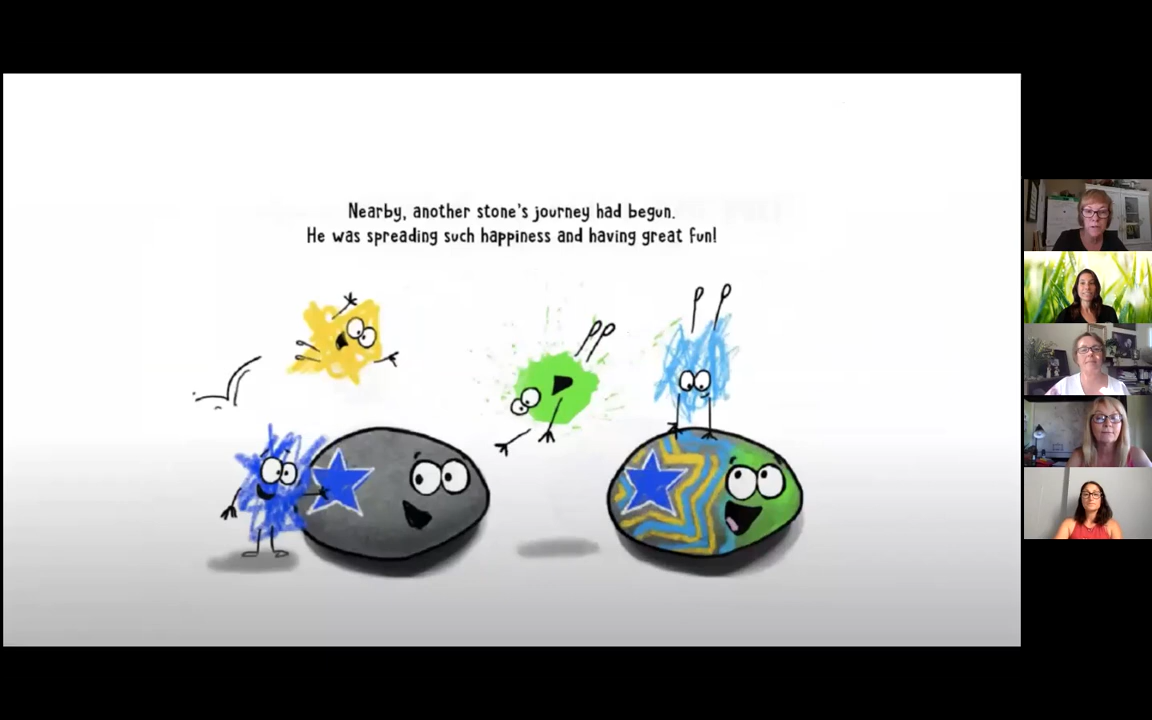 Nearby, another stone's journey had begun.
He was spreading such happiness and having great fun!